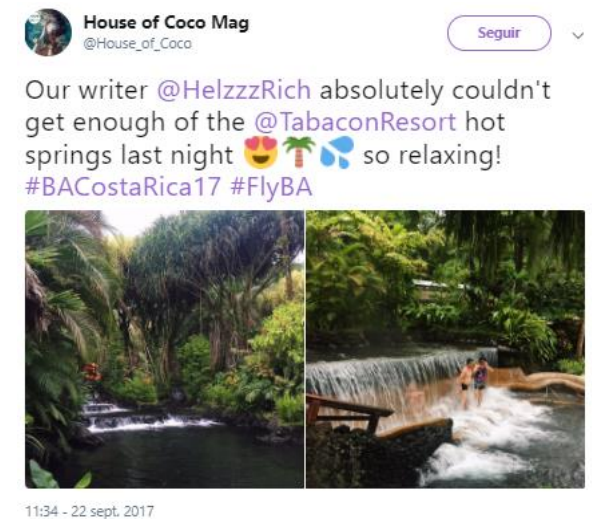 House of Coco Mag
@House_of_Coco
Seguir
Our writer @HelzzzRich absolutely couldn't
get enough of the @TabaconResort hot
springs last night 😍🌴💦 so relaxing!
#BACostaRica17 #FlyBA
11:34 - 22 sept. 2017